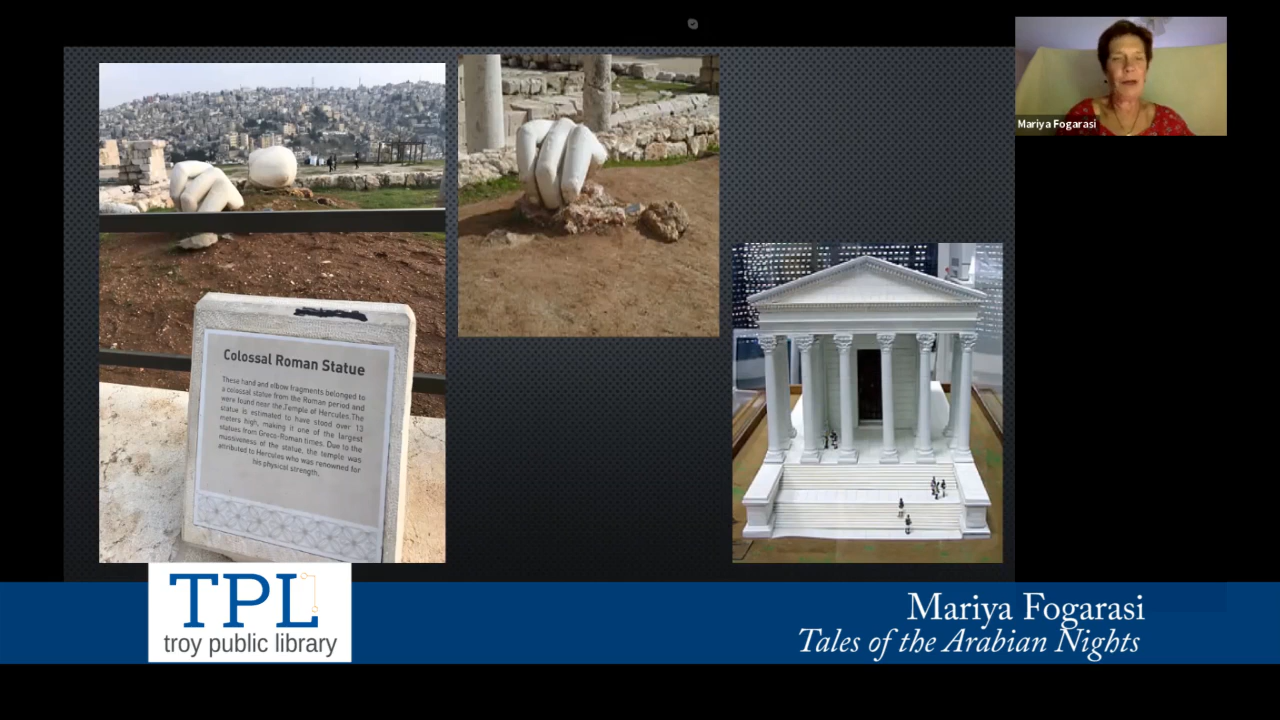 Mariya Fogarasi
Colossal Roman Statue
These hand and elbow fragments belonged to
a colossal statue from the Roman period and
were found near the Temple of Hercules. The
statue is estimated to have stood over 13
meters high, making it one of the largest
statues from Greco-Roman times. Due to the
massiveness of the statue, the temple was
attributed to Hercules who was renowned for
his physical strength.
TPL
troy public library
Mariya Fogarasi
Tales of the Arabian Nights